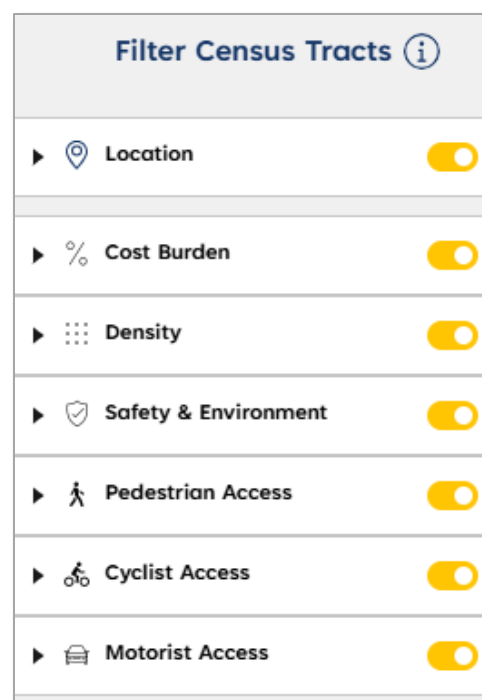 Filter Census Tracts
Location
Cost Burden
Density
Safety & Environment
Pedestrian Access
Cyclist Access
Motorist Access